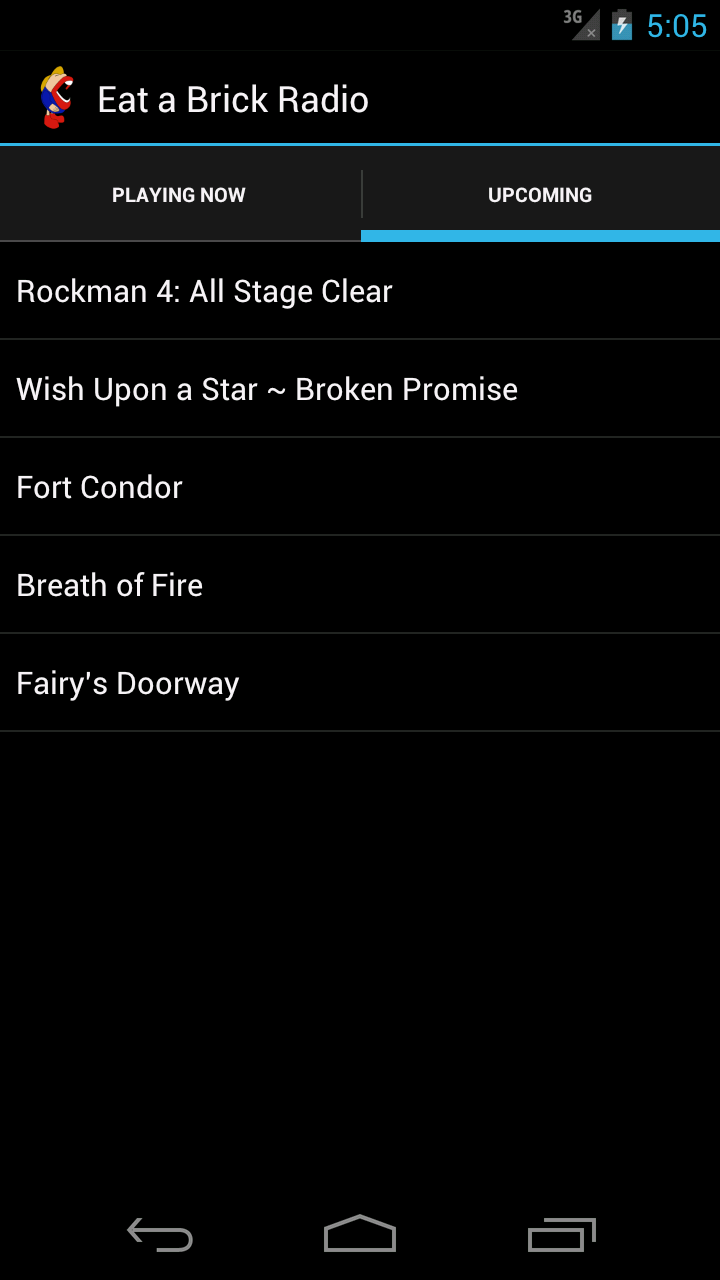 3G
5:05
Eat a Brick Radio
PLAYING NOW
UPCOMING
Rockman 4: All Stage Clear
Wish Upon a Star ~ Broken Promise
Fort Condor
Breath of Fire
Fairy's Doorway